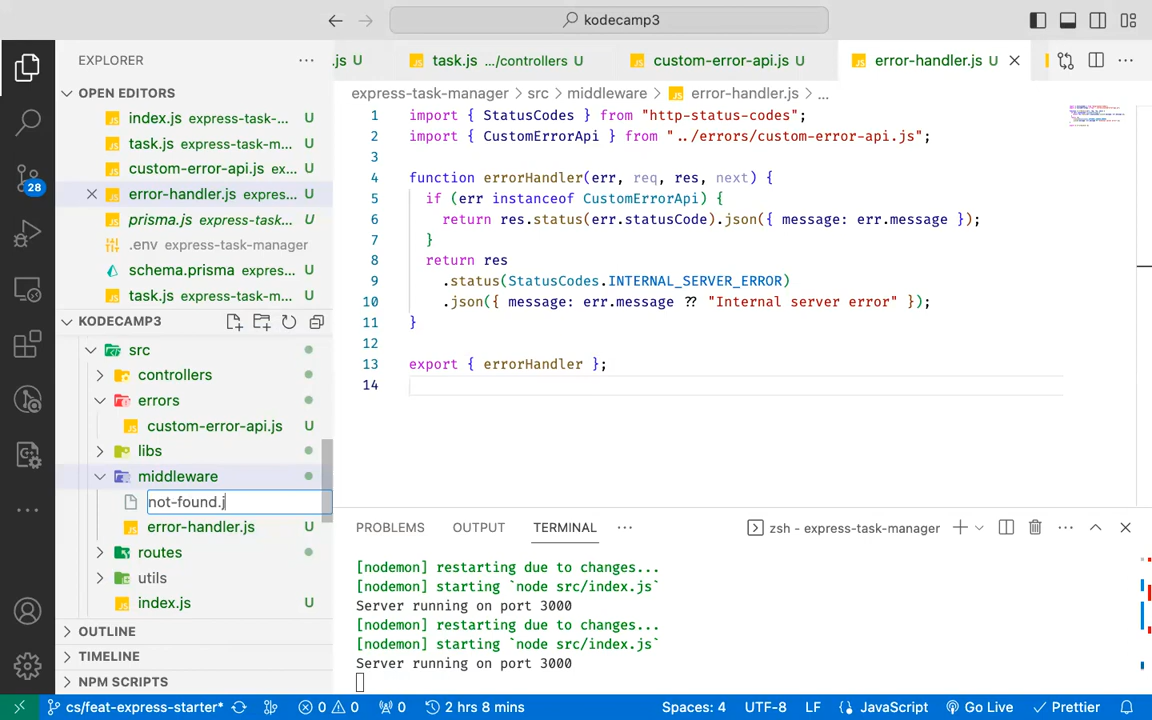 kodecamp3
EXPLORER
.js U
task.js .../controllers U
custom-error-api.js U
error-handler.js U
OPEN EDITORS
index.js express-task-... U
task.js express-task-m... U
custom-error-api.js ex... U
error-handler.js expres... U
prisma.js express-task... U
.env express-task-manager
schema.prisma expres... U
task.js express-task-m... U
KODECAMP3
src
controllers
errors
custom-error-api.js U
libs
middleware
not-found.j
error-handler.js U
routes
utils
index.js U
OUTLINE
TIMELINE
NPM SCRIPTS
28
express-task-manager > src > middleware > error-handler.js > ...
1 import { StatusCodes } from "http-status-codes";
2 import { CustomErrorApi } from "../errors/custom-error-api.js";
3
4 function errorHandler(err, req, res, next) {
5 if (err instanceof CustomErrorApi) {
6 return res.status(err.statusCode).json({ message: err.message });
7 }
8 return res
9 .status(StatusCodes.INTERNAL_SERVER_ERROR)
10 .json({ message: err.message ?? "Internal server error" });
11 }
12
13 export { errorHandler };
14
PROBLEMS OUTPUT TERMINAL ... zsh - express-task-manager
[nodemon] restarting due to changes...
[nodemon] starting `node src/index.js`
Server running on port 3000
[nodemon] restarting due to changes...
[nodemon] starting `node src/index.js`
Server running on port 3000
cs/feat-express-starter* 0 0 0 2 hrs 8 mins Spaces: 4 UTF-8 LF JavaScript Go Live Prettier